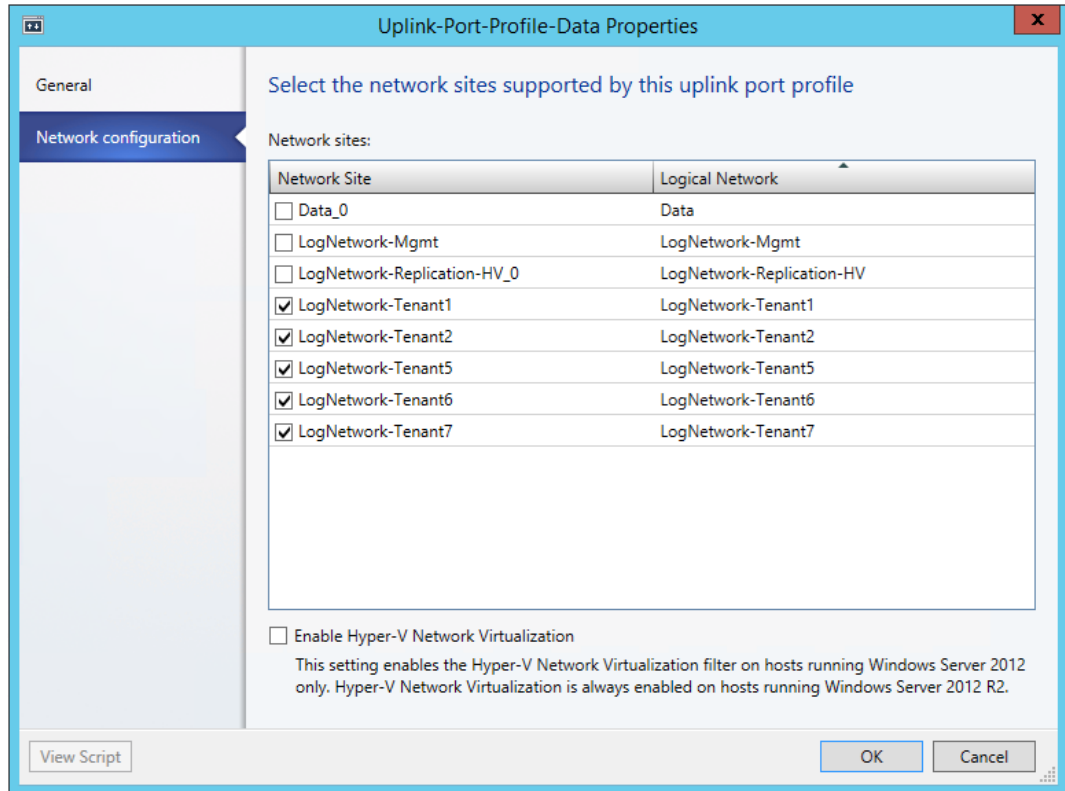 Uplink-Port-Profile-Data Properties
x
General
Network configuration
Select the network sites supported by this uplink port profile
Network sites:
Network Site Logical Network
Data_0 Data
LogNetwork-Mgmt LogNetwork-Mgmt
LogNetwork-Replication-HV_0 LogNetwork-Replication-HV
LogNetwork-Tenant1 LogNetwork-Tenant1
LogNetwork-Tenant2 LogNetwork-Tenant2
LogNetwork-Tenant5 LogNetwork-Tenant5
LogNetwork-Tenant6 LogNetwork-Tenant6
LogNetwork-Tenant7 LogNetwork-Tenant7
Enable Hyper-V Network Virtualization
This setting enables the Hyper-V Network Virtualization filter on hosts running Windows Server 2012
only. Hyper-V Network Virtualization is always enabled on hosts running Windows Server 2012 R2.
View Script OK Cancel